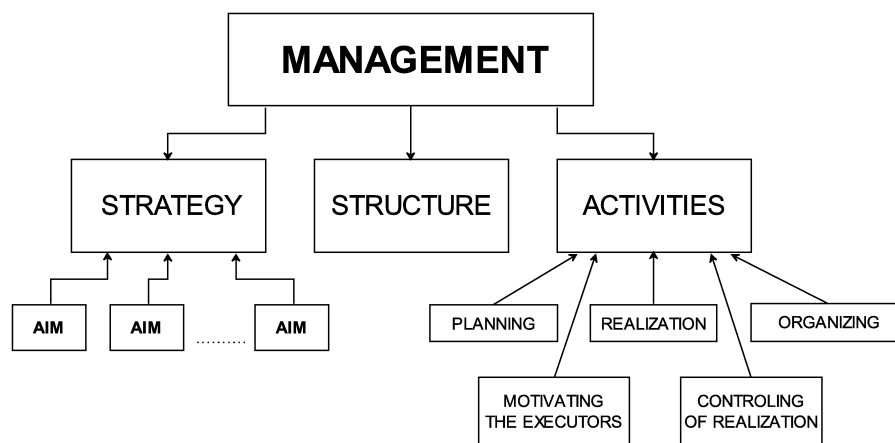 MANAGEMENT
STRATEGY
STRUCTURE
ACTIVITIES
AIM
AIM
.........
AIM
PLANNING
REALIZATION
ORGANIZING
MOTIVATING
THE EXECUTORS
CONTROLING
OF REALIZATION